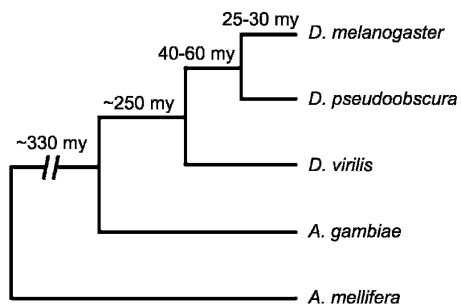 25-30 my
D. melanogaster
40-60 my
D. pseudoobscura
~250 my
~330 my
D. virilis
A. gambiae
A. mellifera